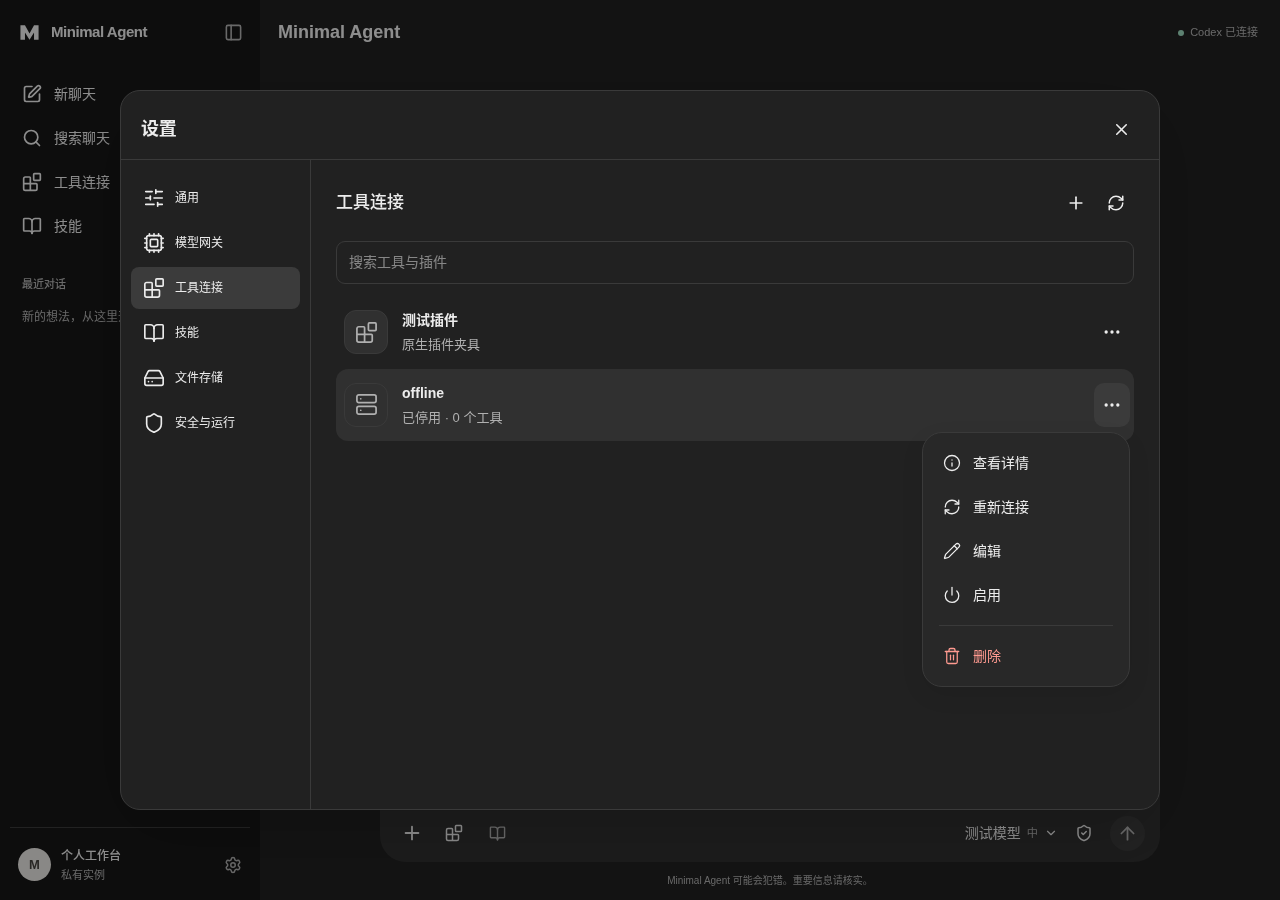 Minimal Agent
Minimal Agent
Codex 已连接
新聊天
搜索聊天
工具连接
技能
最近对话
新的想法，从这里
设置
通用
模型网关
工具连接
技能
文件存储
安全与运行
工具连接
搜索工具与插件
测试插件
原生插件夹具
offline
已停用 · 0 个工具
查看详情
重新连接
编辑
启用
删除
测试模型 中
M
个人工作台
私有实例
Minimal Agent 可能会犯错。重要信息请核实。